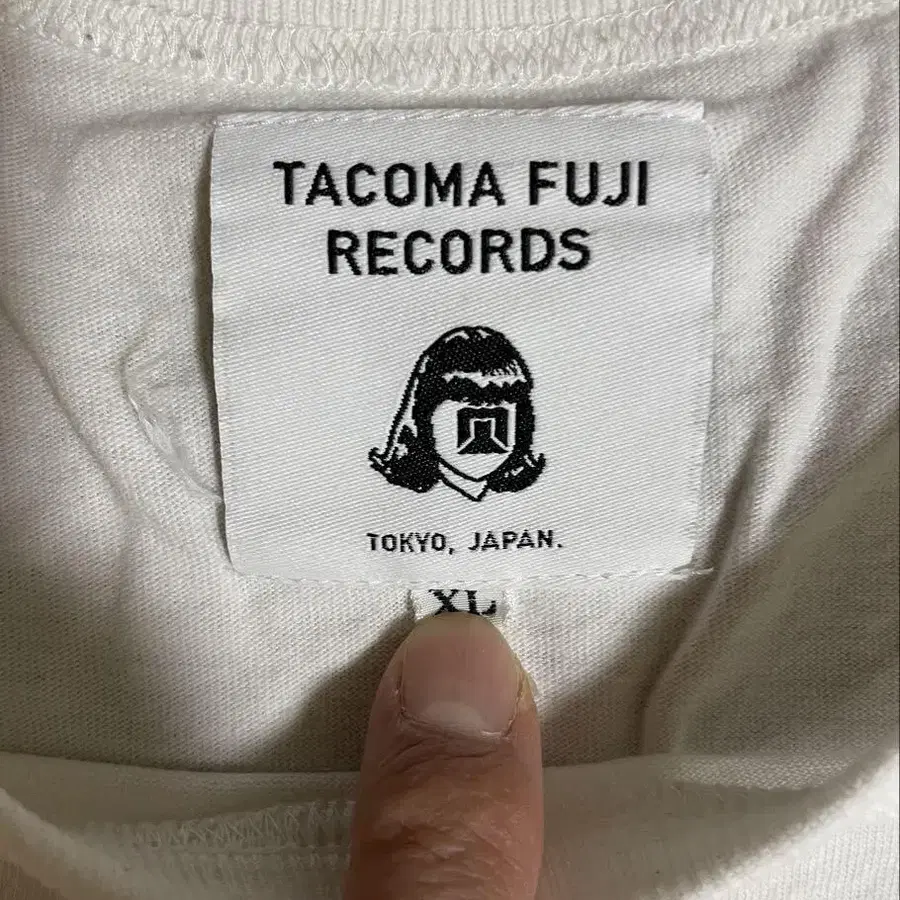 TACOMA FUJI
RECORDS
TOKYO, JAPAN.
XL